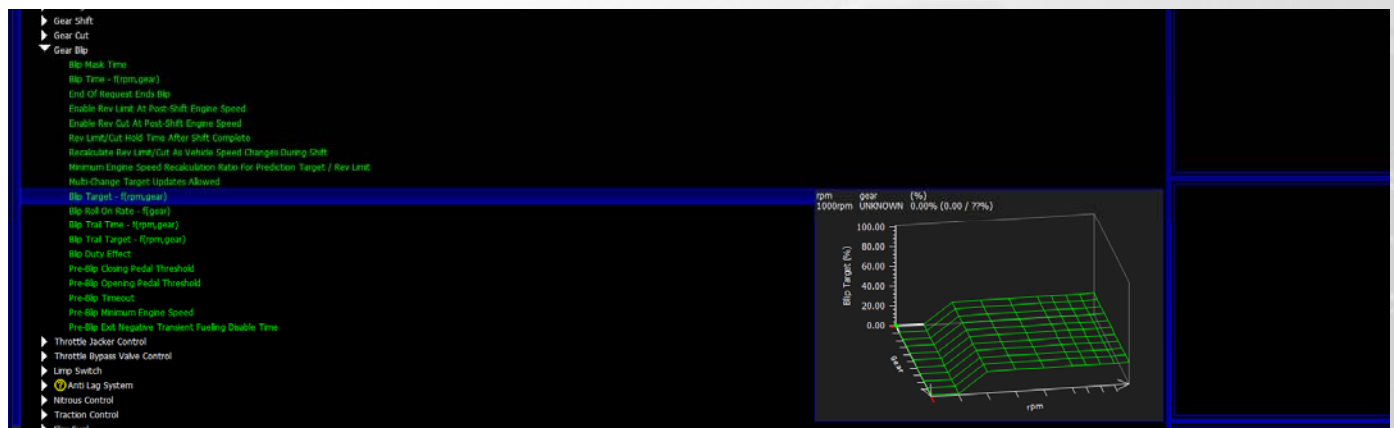 Gear Shift
Gear Cut
Gear Blip
Blip Mask Time
Blip Time - f(rpm,gear)
End Of Request Ends Blip
Enable Rev Limit At Post-Shift Engine Speed
Enable Rev Cut At Post-Shift Engine Speed
Rev Limit/Cut Hold Time After Shift Complete
Recalculate Rev Limit/Cut As Vehicle Speed Changes During Shift
Minimum Engine Speed Recalculation Ratio For Prediction Target / Rev Limit
Multi-Change Target Updates Allowed
Blip Target - f(rpm,gear)
Blip Roll On Rate - f(gear)
Blip Trail Time - f(rpm,gear)
Blip Trail Target - f(rpm,gear)
Blip Duty Effect
Pre-Blip Closing Pedal Threshold
Pre-Blip Opening Pedal Threshold
Pre-Blip Timeout
Pre-Blip Minimum Engine Speed
Pre-Blip Exit Negative Transient Fueling Disable Time
Throttle Jacker Control
Throttle Bypass Valve Control
Limp Switch
? Anti Lag System
Nitrous Control
Traction Control
rpm gear (%)
1000rpm UNKNOWN 0.00% (0.00 / ??%)
100.00
80.00
60.00
40.00
20.00
0.00
Blip Target (%)
Gear
rpm